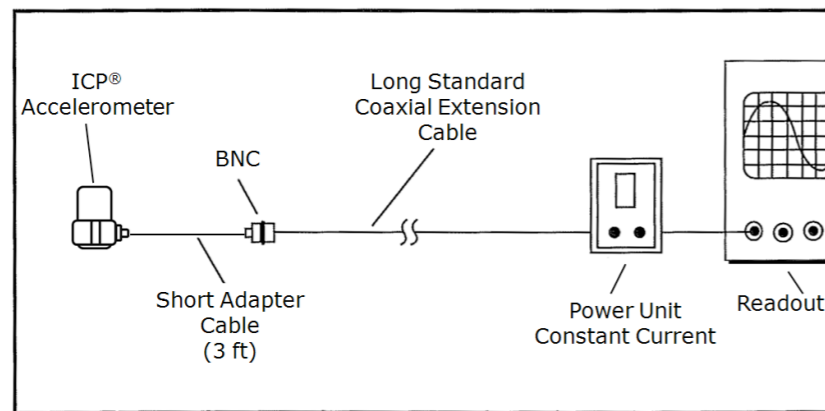 ICP®
Accelerometer
BNC
Long Standard
Coaxial Extension
Cable
Short Adapter
Cable
(3 ft)
Power Unit
Constant Current
Readout